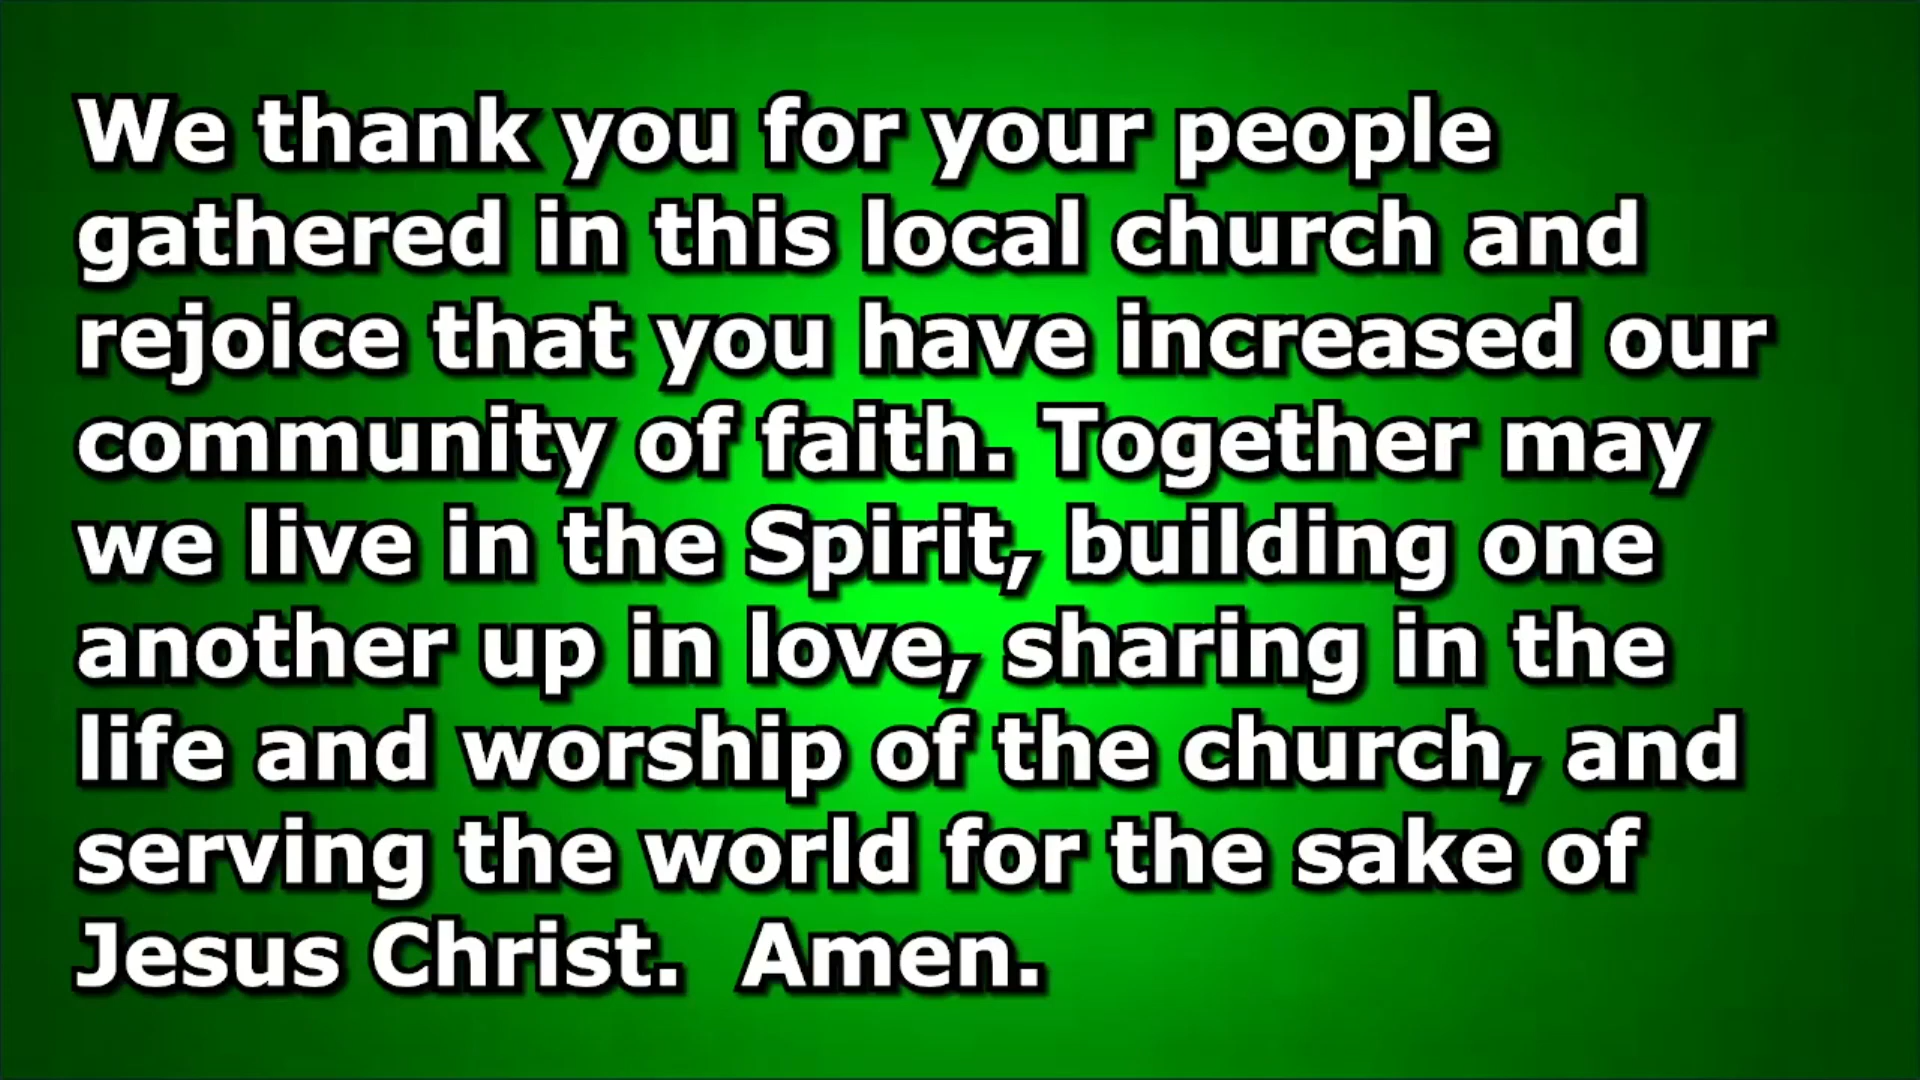 We thank you for your people
gathered in this local church and
rejoice that you have increased our
community of faith. Together may
we live in the Spirit, building one
another up in love, sharing in the
life and worship of the church, and
serving the world for the sake of
Jesus Christ.  Amen.